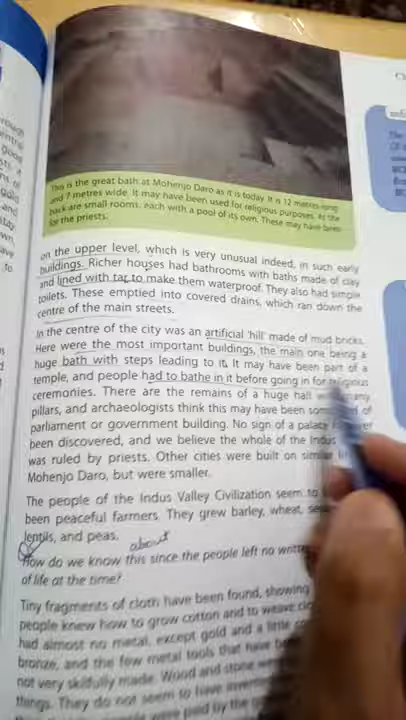 This is the great bath at Mohenjo Daro as it is today. It is 12 metres long
and 7 metres wide. It may have been used for religious purposes. At the
back are small rooms, each with a pool of its own. These may have been
for the priests.
on the upper level, which is very unusual indeed, in such early
buildings. Richer houses had bathrooms with baths made of clay
and lined with tar to make them waterproof. They also had simple
toilets. These emptied into covered drains, which ran down the
centre of the main streets.
In the centre of the city was an artificial 'hill' made of mud bricks.
Here were the most important buildings, the main one being a
huge bath with steps leading to it. It may have been part of a
temple, and people had to bathe in it before going in for religious
ceremonies. There are the remains of a huge hall
pillars, and archaeologists think this may have been some of
parliament or government building. No sign of a palace
been discovered, and we believe the whole of the Indus
was ruled by priests. Other cities were built on similar
Mohenjo Daro, but were smaller.
The people of the Indus Valley Civilization seem to
been peaceful farmers. They grew barley, wheat,
lentils, and peas.
about
How do we know this since the people left no written
of life at the time?
Tiny fragments of cloth have been found, showing
people knew how to grow cotton and to weave
had almost no metal, except gold and a little
bronze, and the few metal tools that have
not very skilfully made. Wood and stone
things. They do not seem to have
were paid by the